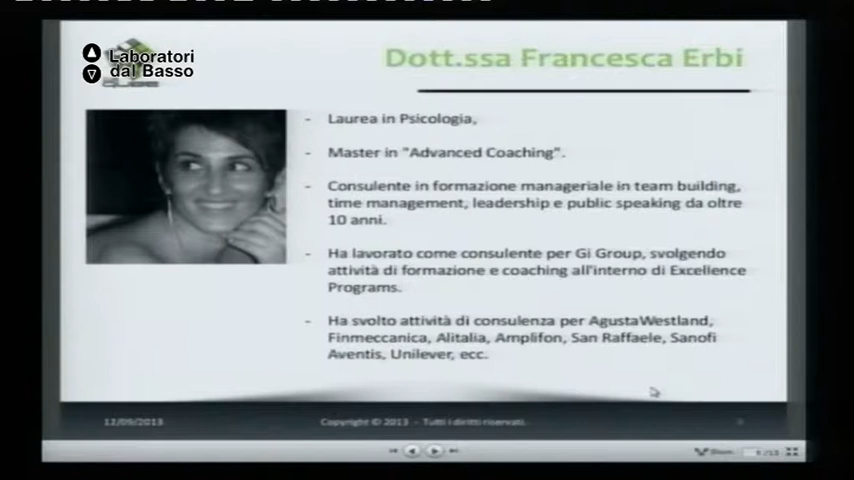 Laboratori
dal Basso
Dott.ssa Francesca Erbi
- Laurea in Psicologia,
- Master in "Advanced Coaching".
- Consulente in formazione manageriale in team building,
time management, leadership e public speaking da oltre
10 anni.
- Ha lavorato come consulente per Gi Group, svolgendo
attività di formazione e coaching all'interno di Excellence
Programs.
- Ha svolto attività di consulenza per AgustaWestland,
Finmeccanica, Alitalia, Amplifon, San Raffaele, Sanofi
Aventis, Unilever, ecc.
12/09/2013
Copyright © 2013 - Tutti i diritti riservati.